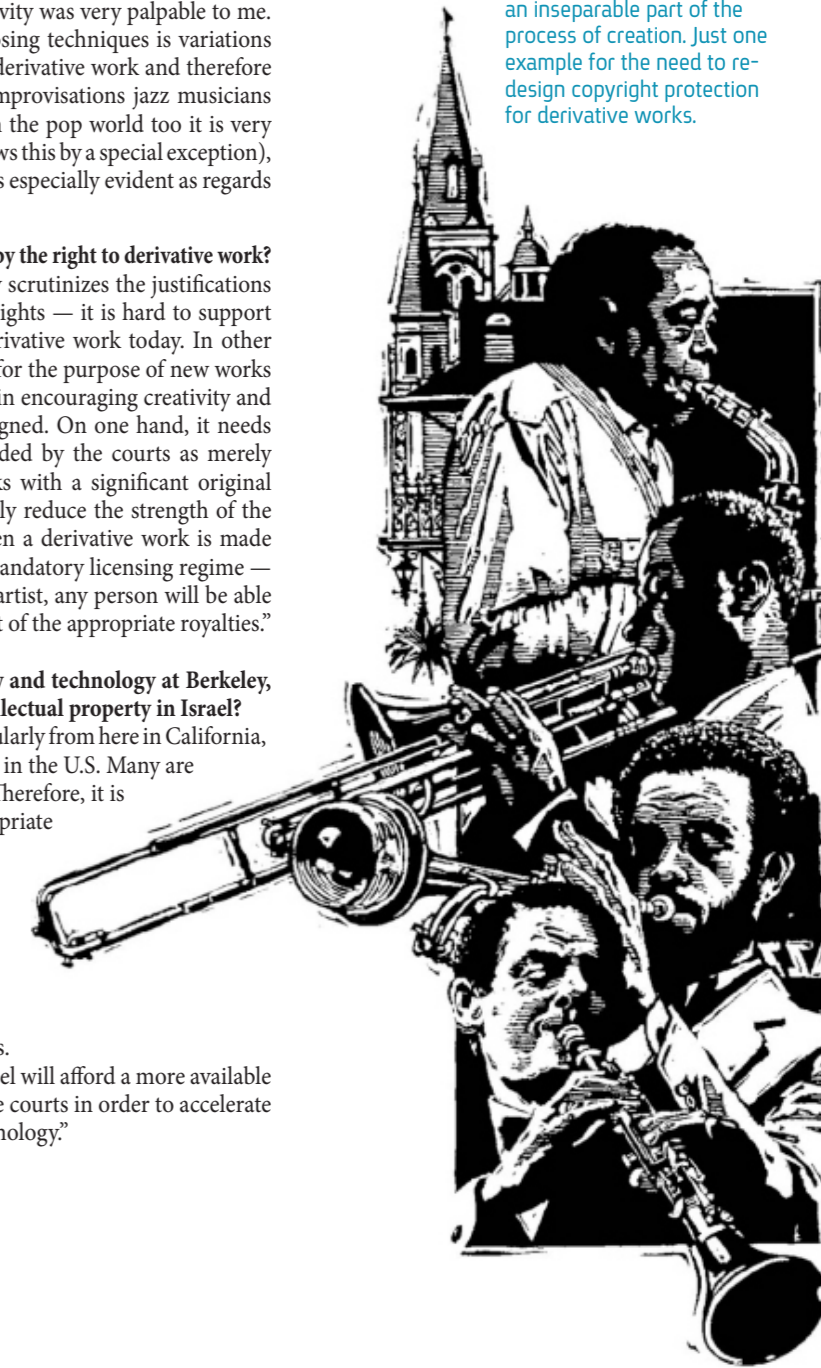 vity was very palpable to me.
osing techniques is variations
derivative work and therefore
mprovisations jazz musicians
the pop world too it is very
ws this by a special exception),
s especially evident as regards
by the right to derivative work?
scrutinizes the justifications
ights — it is hard to support
rivative work today. In other
for the purpose of new works
in encouraging creativity and
gned. On one hand, it needs
ded by the courts as merely
ks with a significant original
ly reduce the strength of the
en a derivative work is made
andatory licensing regime —
artist, any person will be able
t of the appropriate royalties.”
y and technology at Berkeley,
llectual property in Israel?
ularly from here in California,
in the U.S. Many are
Therefore, it is
priate
s.
el will afford a more available
e courts in order to accelerate
nology.”
an inseparable part of the
process of creation. Just one
example for the need to re-
design copyright protection
for derivative works.